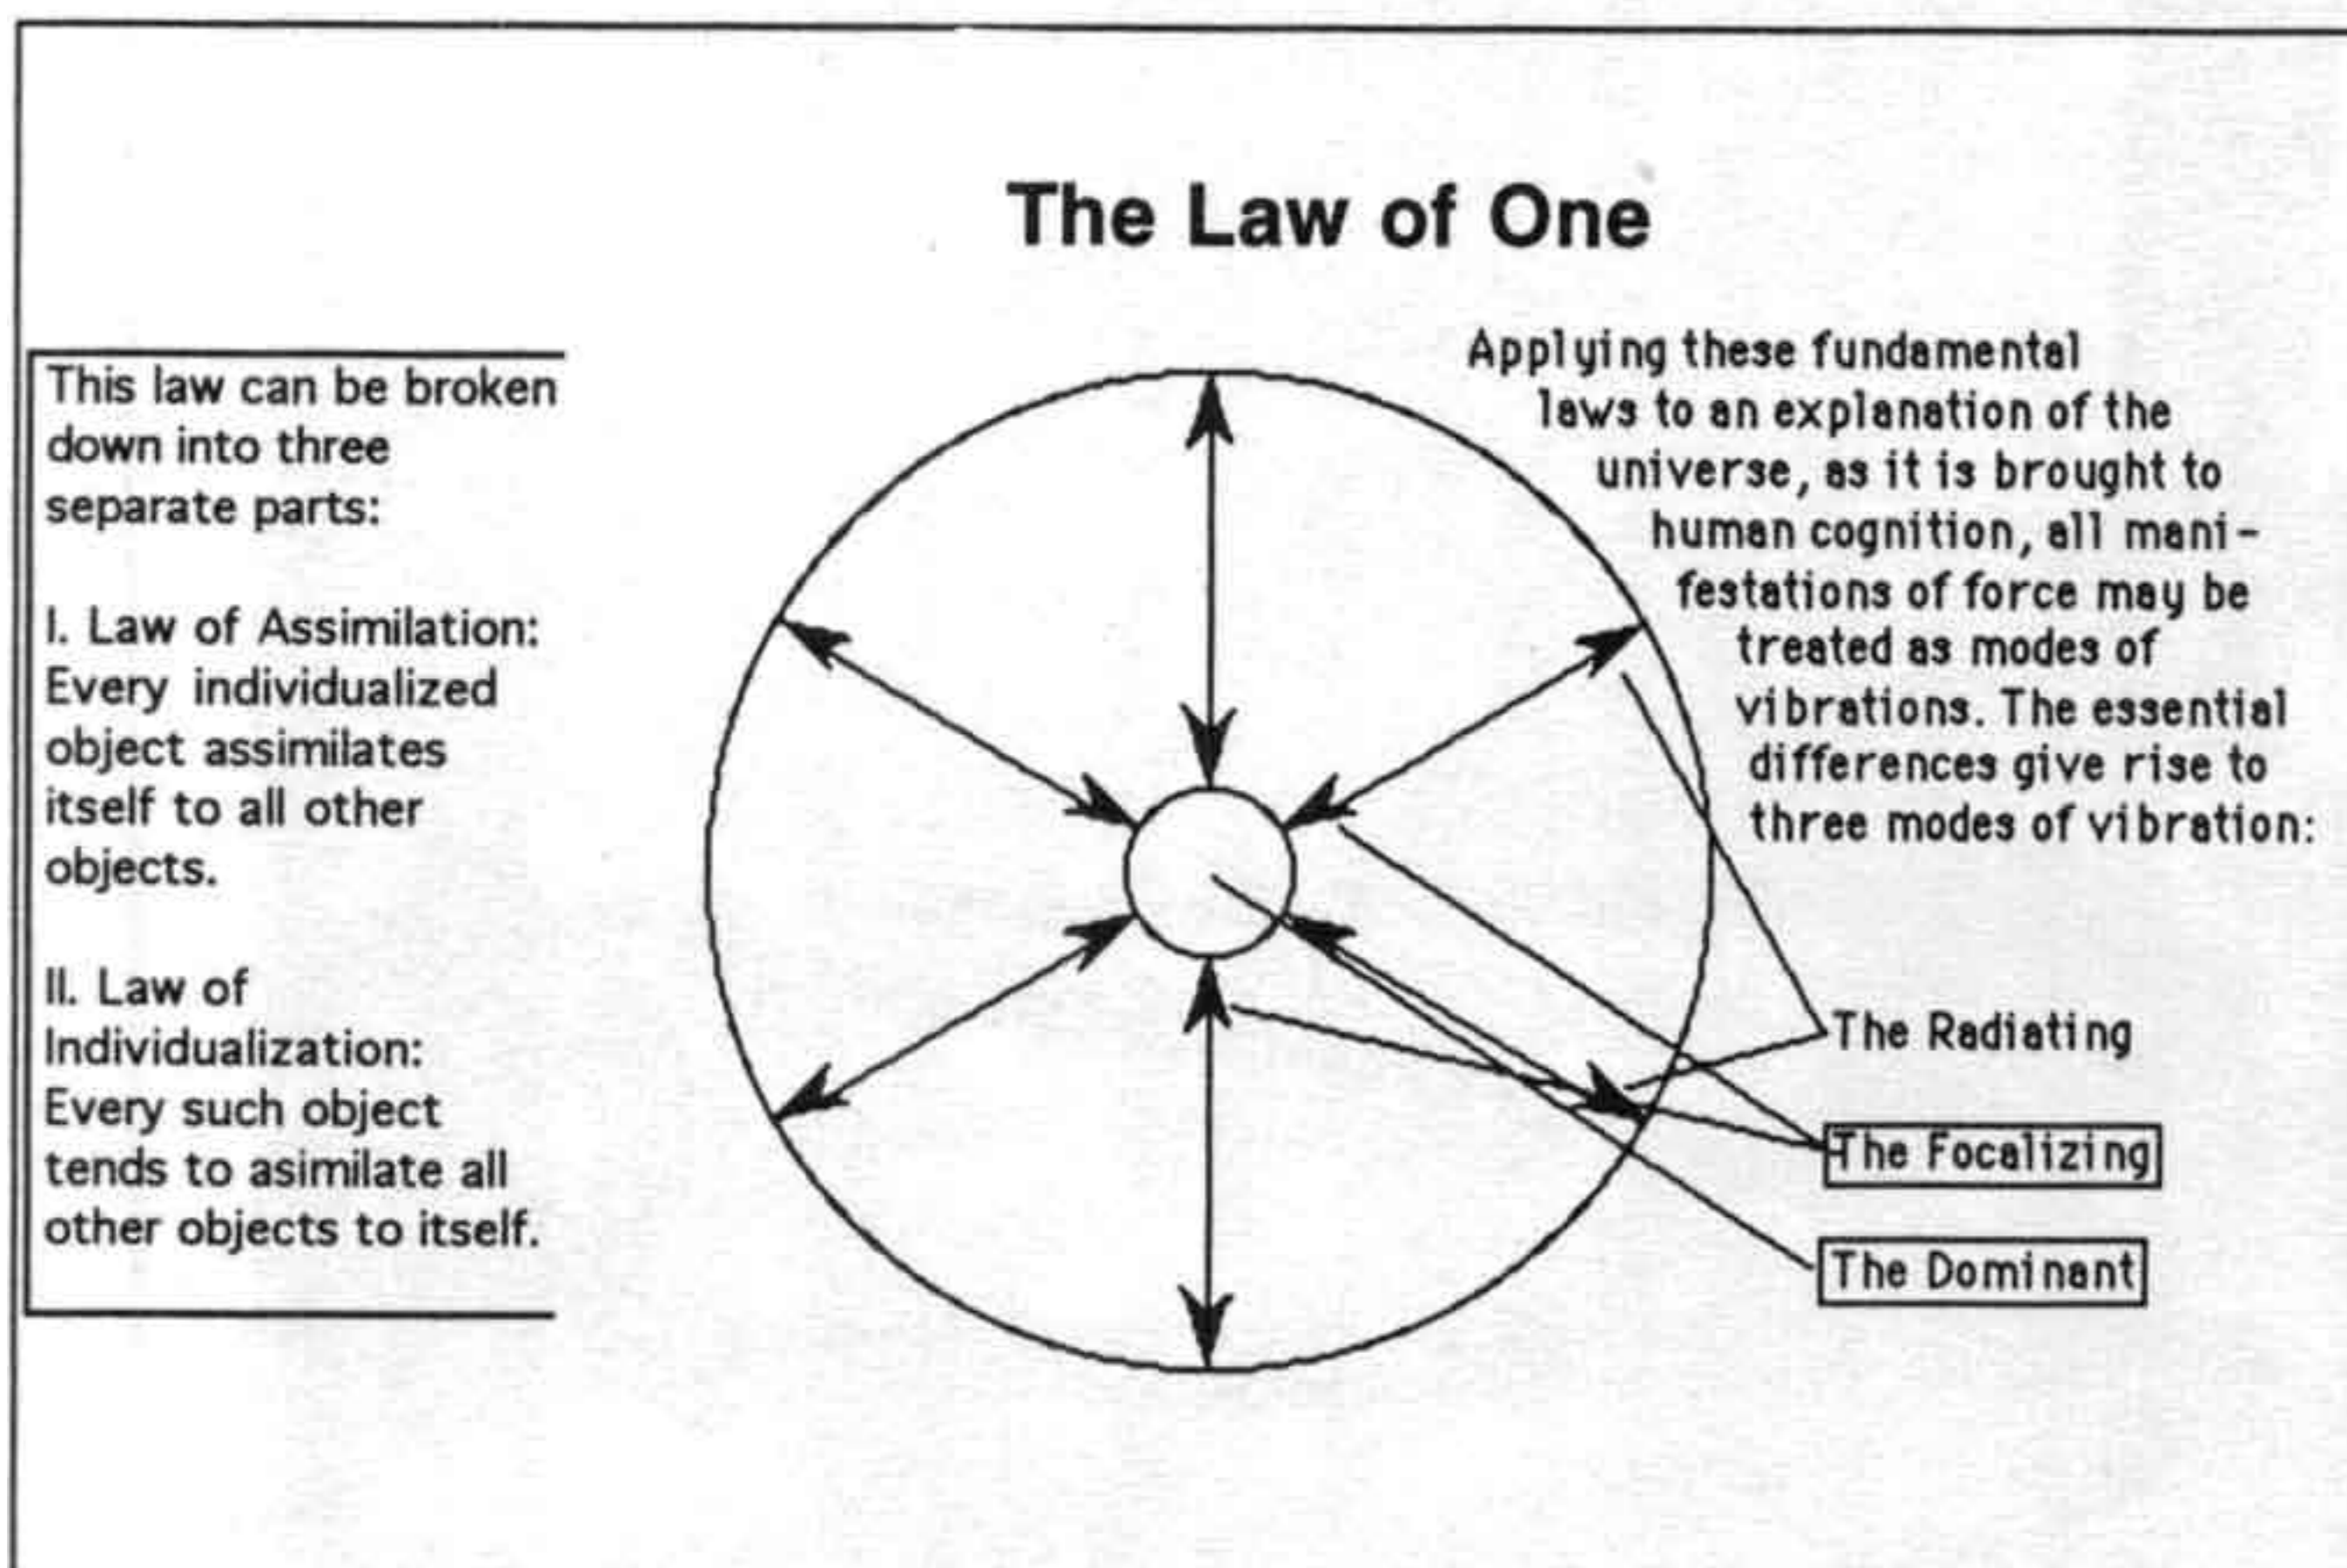 The Law of One
This law can be broken
down into three
separate parts:
I. Law of Assimilation:
Every individualized
object assimilates
itself to all other
objects.
II. Law of
Individualization:
Every such object
tends to asimilate all
other objects to itself.
Applying these fundamental
laws to an explanation of the
universe, as it is brought to
human cognition, all mani-
festations of force may be
treated as modes of
vibrations. The essential
differences give rise to
three modes of vibration:
The Radiating
The Focalizing
The Dominant